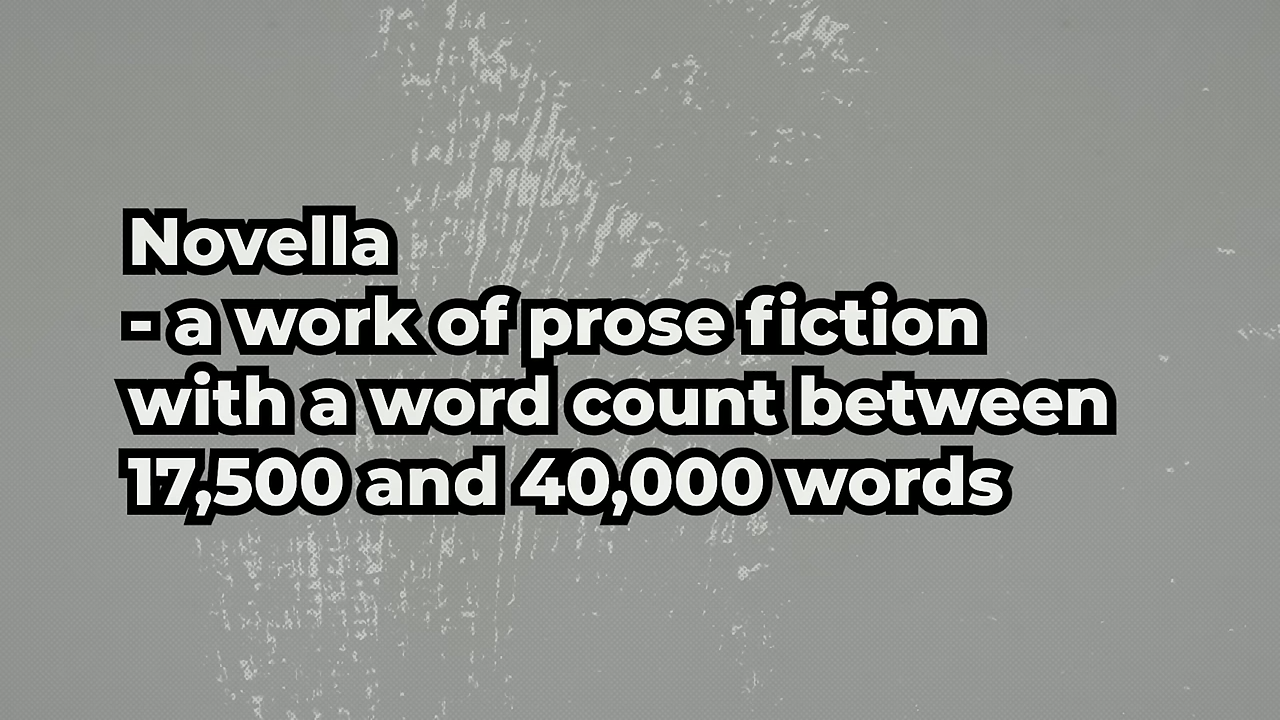 Novella
- a work of prose fiction
with a word count between
17,500 and 40,000 words